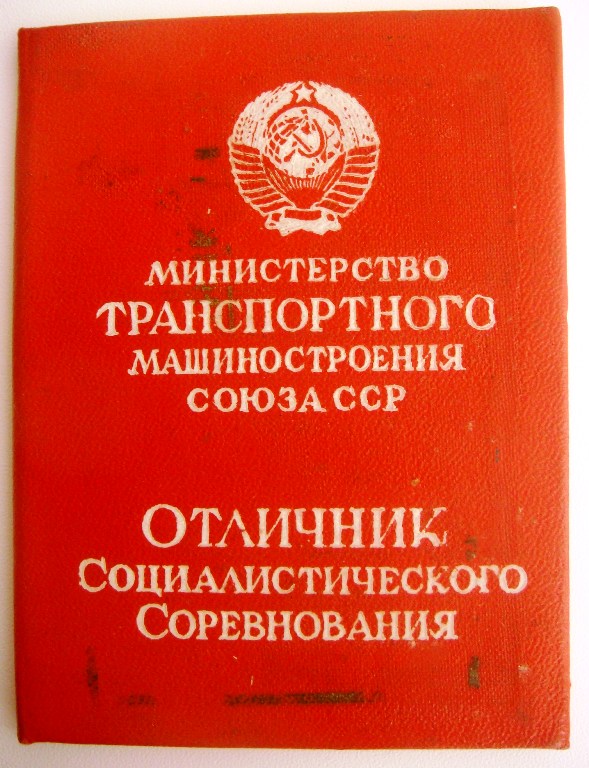 МИНИСТЕРСТВО
ТРАНСПОРТНОГО
МАШИНОСТРОЕНИЯ
СОЮЗА ССР
ОТЛИЧНИК
СОЦИАЛИСТИЧЕСКОГО
СОРЕВНОВАНИЯ